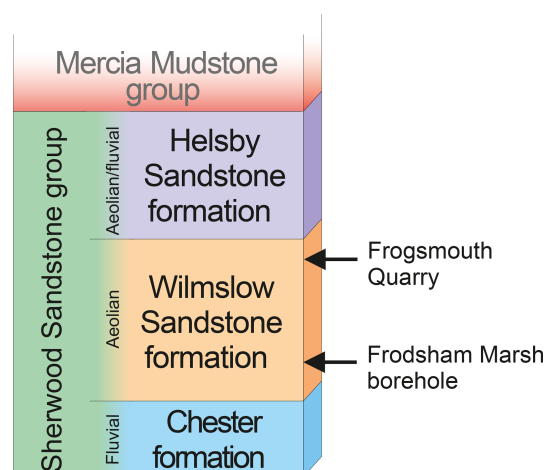 Mercia Mudstone
group
Sherwood Sandstone group
Aeolian/fluvial
Helsby
Sandstone
formation
Aeolian
Wilmslow
Sandstone
formation
Frogsmouth
Quarry
Frodsham Marsh
borehole
Fluvial
Chester
formation